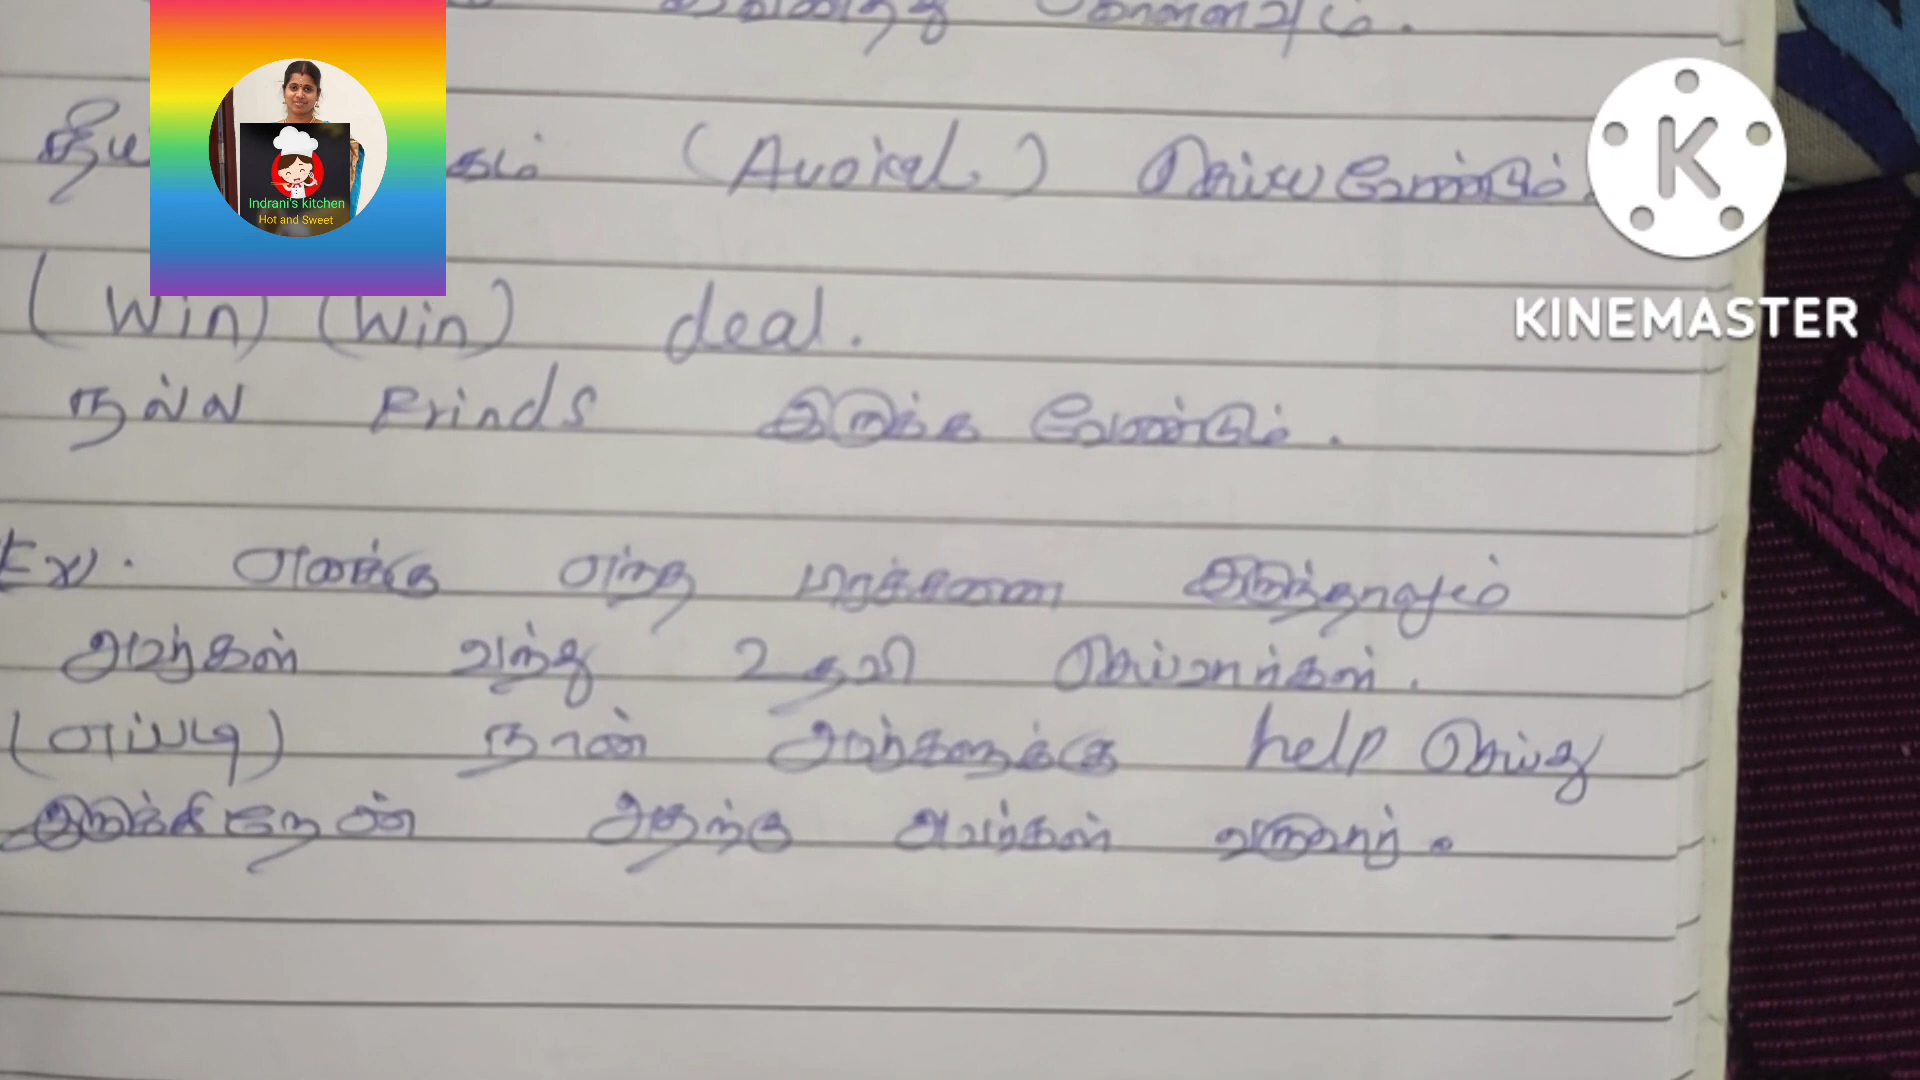 கொள்ளவும்.
(Avoid) செய்ய வேண்டும்.
(Win) (Win) deal.
நல்ல Frinds இருக்க வேண்டும்.
Ex). எனக்கு எந்த பிரச்சனை இருந்தாலும்
அவர்கள் வந்து உதவி செய்வார்கள்.
(எப்படி) நான் அவர்களுக்கு help செய்து
இருக்கிறேன் அதற்கு அவர்கள் வருவார்.
Indrani's kitchen
Hot and Sweet
K
KINEMASTER